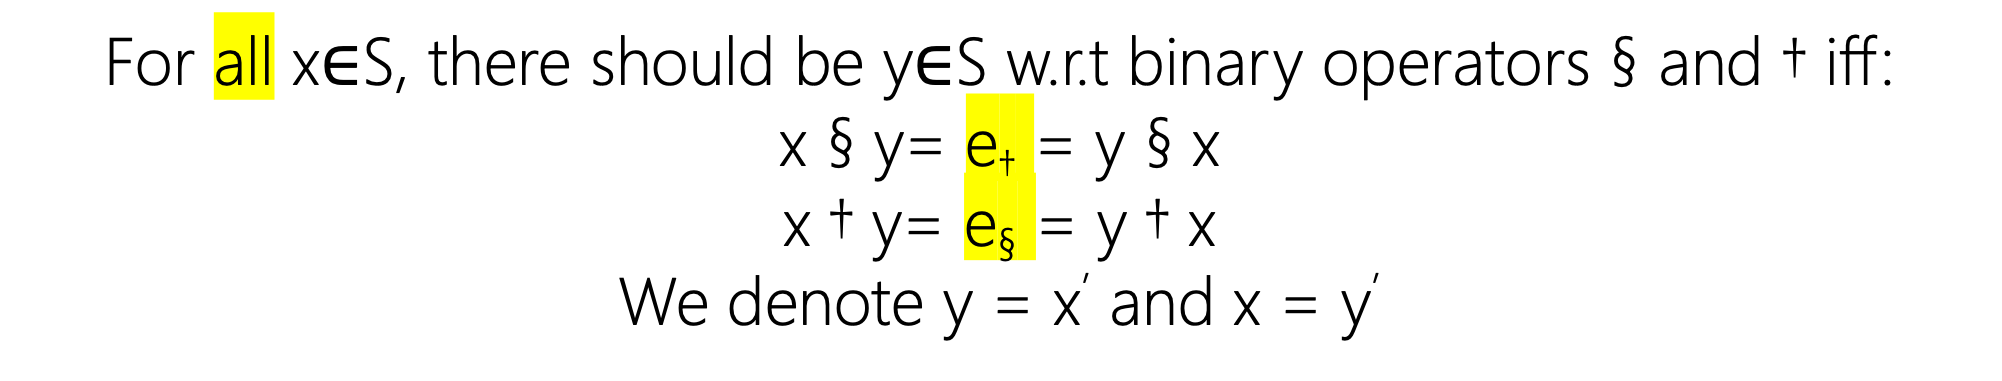 For all x∈S, there should be y∈S w.r.t binary operators § and † iff:
x § y= e† = y § x
x † y= e§ = y † x
We denote y = x′ and x = y′